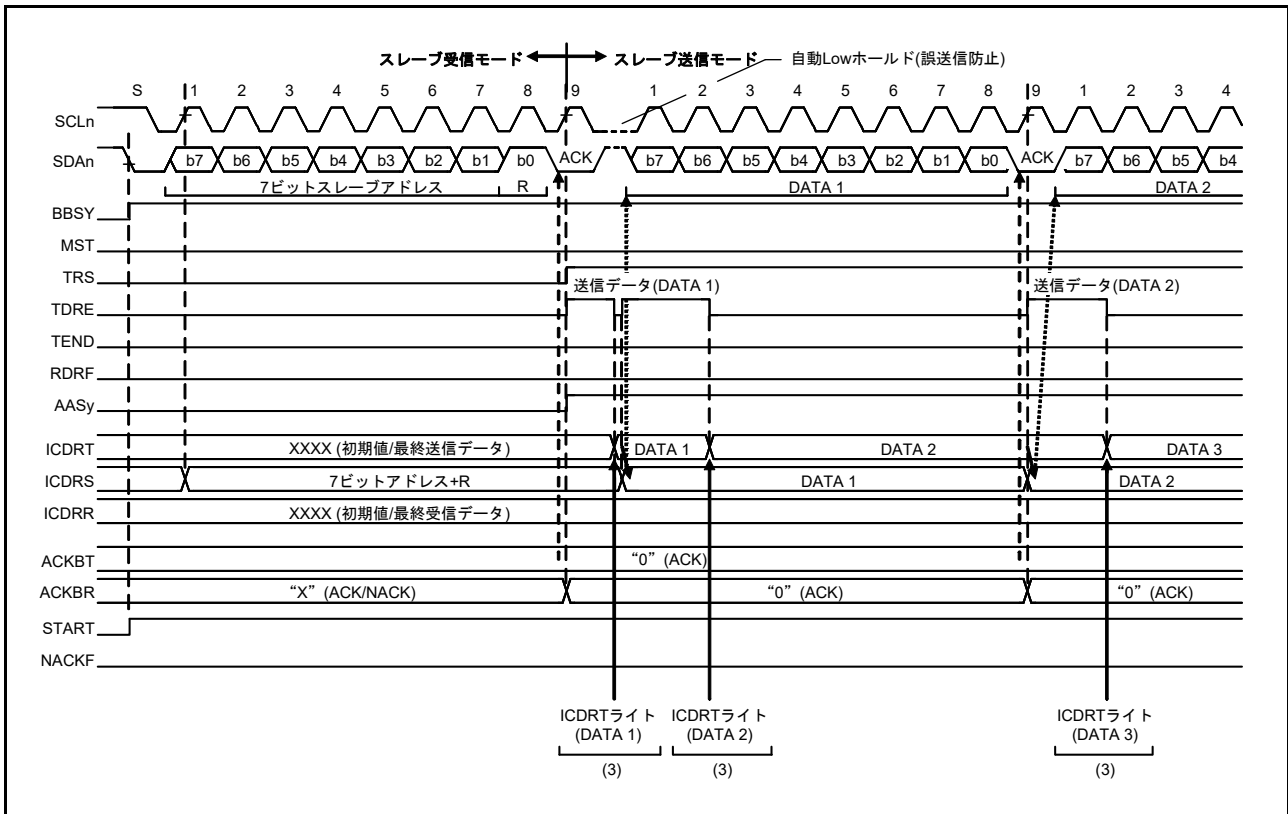 スレーブ受信モード スレーブ送信モード 自動Lowホールド(誤送信防止)
S 1 2 3 4 5 6 7 8 9 1 2 3 4 5 6 7 8 9 1 2 3 4
SCLn
SDAn b7 b6 b5 b4 b3 b2 b1 b0 ACK b7 b6 b5 b4 b3 b2 b1 b0 ACK b7 b6 b5 b4
7ビットスレーブアドレス R DATA 1 DATA 2
BBSY
MST
TRS
送信データ(DATA 1) 送信データ(DATA 2)
TDRE
TEND
RDRF
AASy
ICDRT XXXX (初期値/最終送信データ) DATA 1 DATA 2 DATA 3
ICDRS 7ビットアドレス+R DATA 1 DATA 2
ICDRR XXXX (初期値/最終受信データ)
ACKBT “0” (ACK)
ACKBR “X” (ACK/NACK) “0” (ACK) “0” (ACK)
START
NACKF
ICDRTライト ICDRTライト ICDRTライト
(DATA 1) (DATA 2) (DATA 3)
(3) (3) (3)